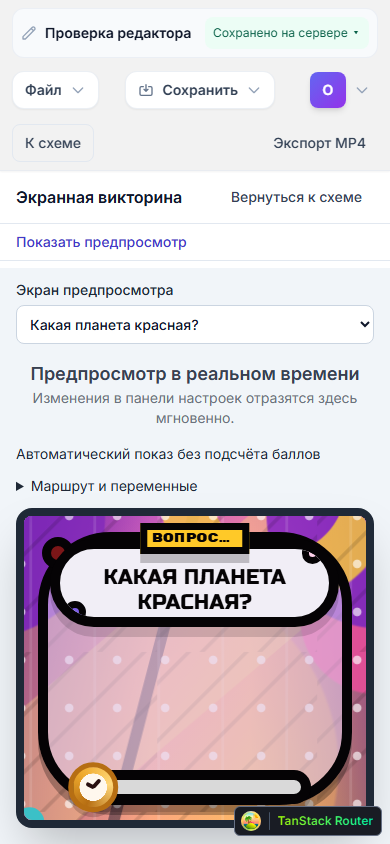 Проверка редактора
Сохранено на сервере
Файл
Сохранить
О
К схеме
Экспорт MP4
Экранная викторина
Вернуться к схеме
Показать предпросмотр
Экран предпросмотра
Какая планета красная?
Предпросмотр в реальном времени
Изменения в панели настроек отразятся здесь
мгновенно.
Автоматический показ без подсчёта баллов
Маршрут и переменные
ВОПРОС...
КАКАЯ ПЛАНЕТА
КРАСНАЯ?
TanStack Router